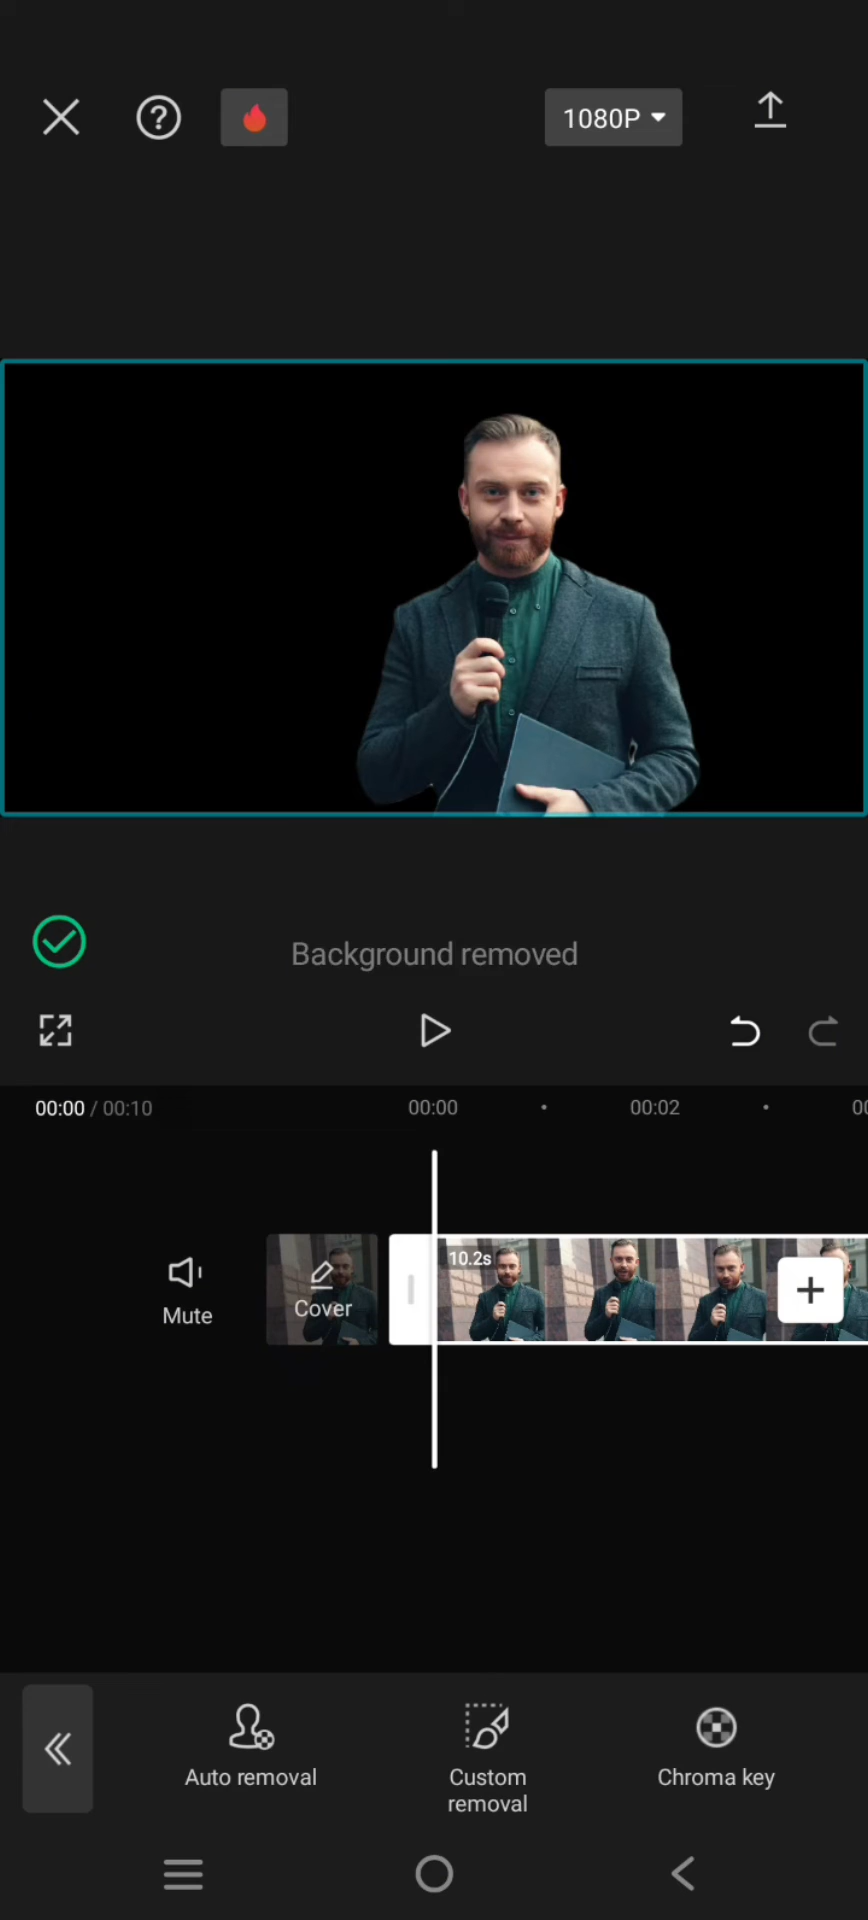 1080P
Background removed
00:00 / 00:10
00:00
00:02
00
Mute
Cover
10.2s
Auto removal
Custom
removal
Chroma key